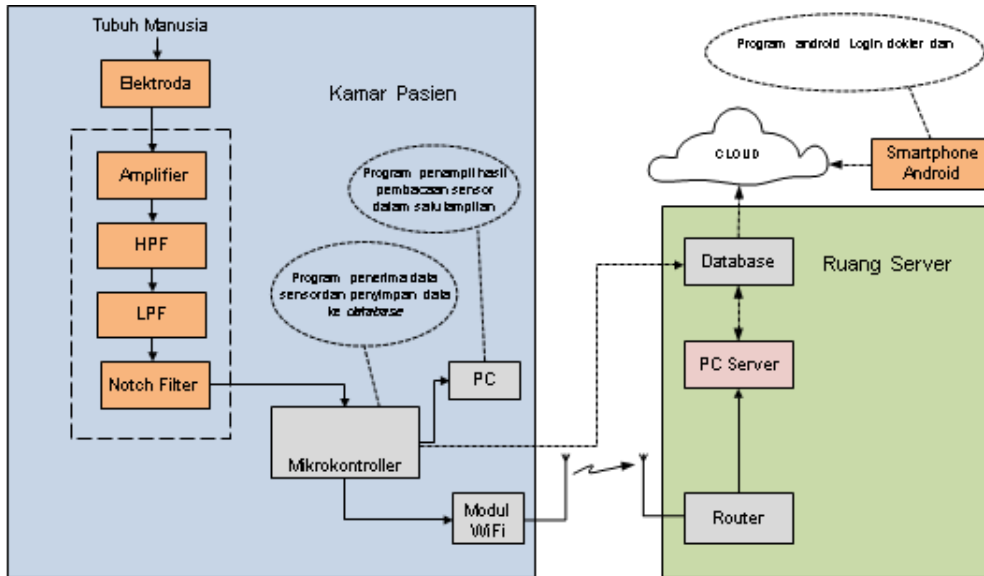 Tubuh Manusia
Elektroda
Kamar Pasien
Amplifier
HPF
LPF
Notch Filter
Program penampil hasil
pembacaan sensor
dalam satu tampilan
Program penerima data
sensor dan penyimpan data
ke database
PC
Mikrokontroller
Modul
WiFi
Program android Login dokter dan
CLOUD
Smartphone
Android
Database
Ruang Server
PC Server
Router